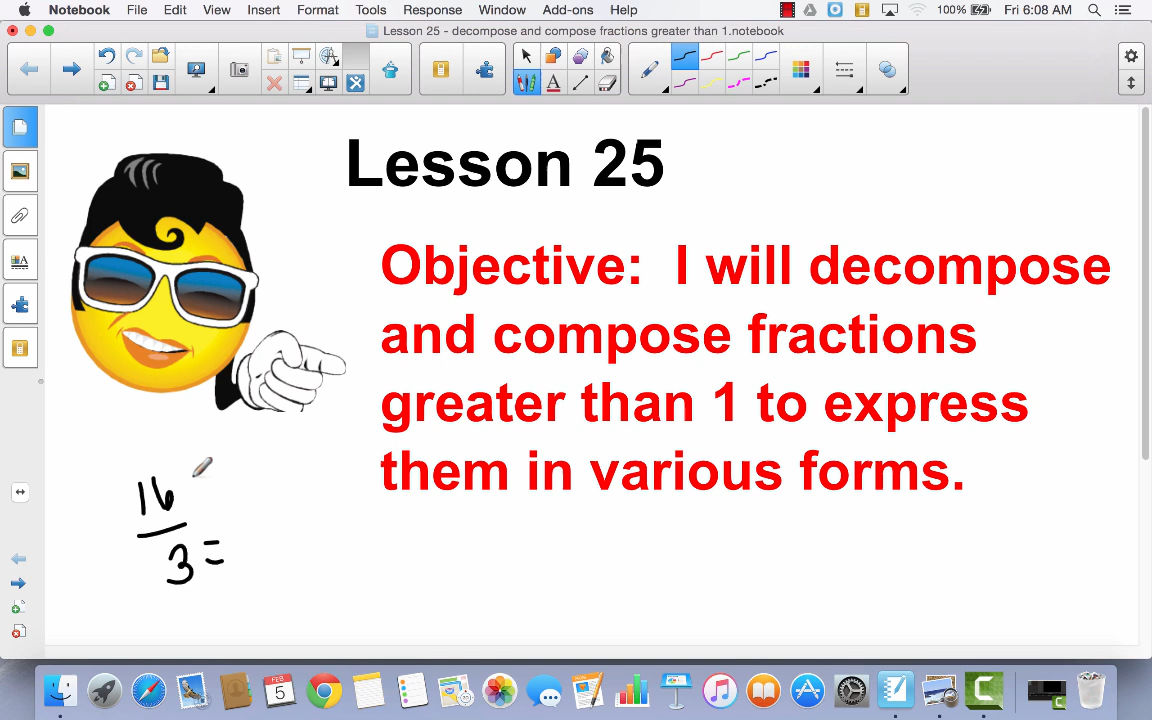 Notebook File Edit View Insert Format Tools Response Window Add-ons Help 100% Fri 6:08 AM
Lesson 25 - decompose and compose fractions greater than 1.notebook
Lesson 25
Objective: I will decompose
and compose fractions
greater than 1 to express
them in various forms.
16
3 =
FEB
5